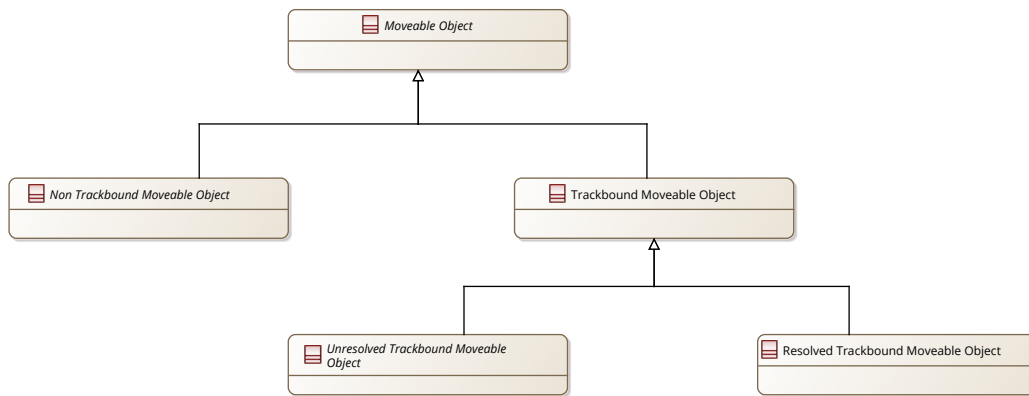 Moveable Object
Non Trackbound Moveable Object
Trackbound Moveable Object
Unresolved Trackbound Moveable
Object
Resolved Trackbound Moveable Object